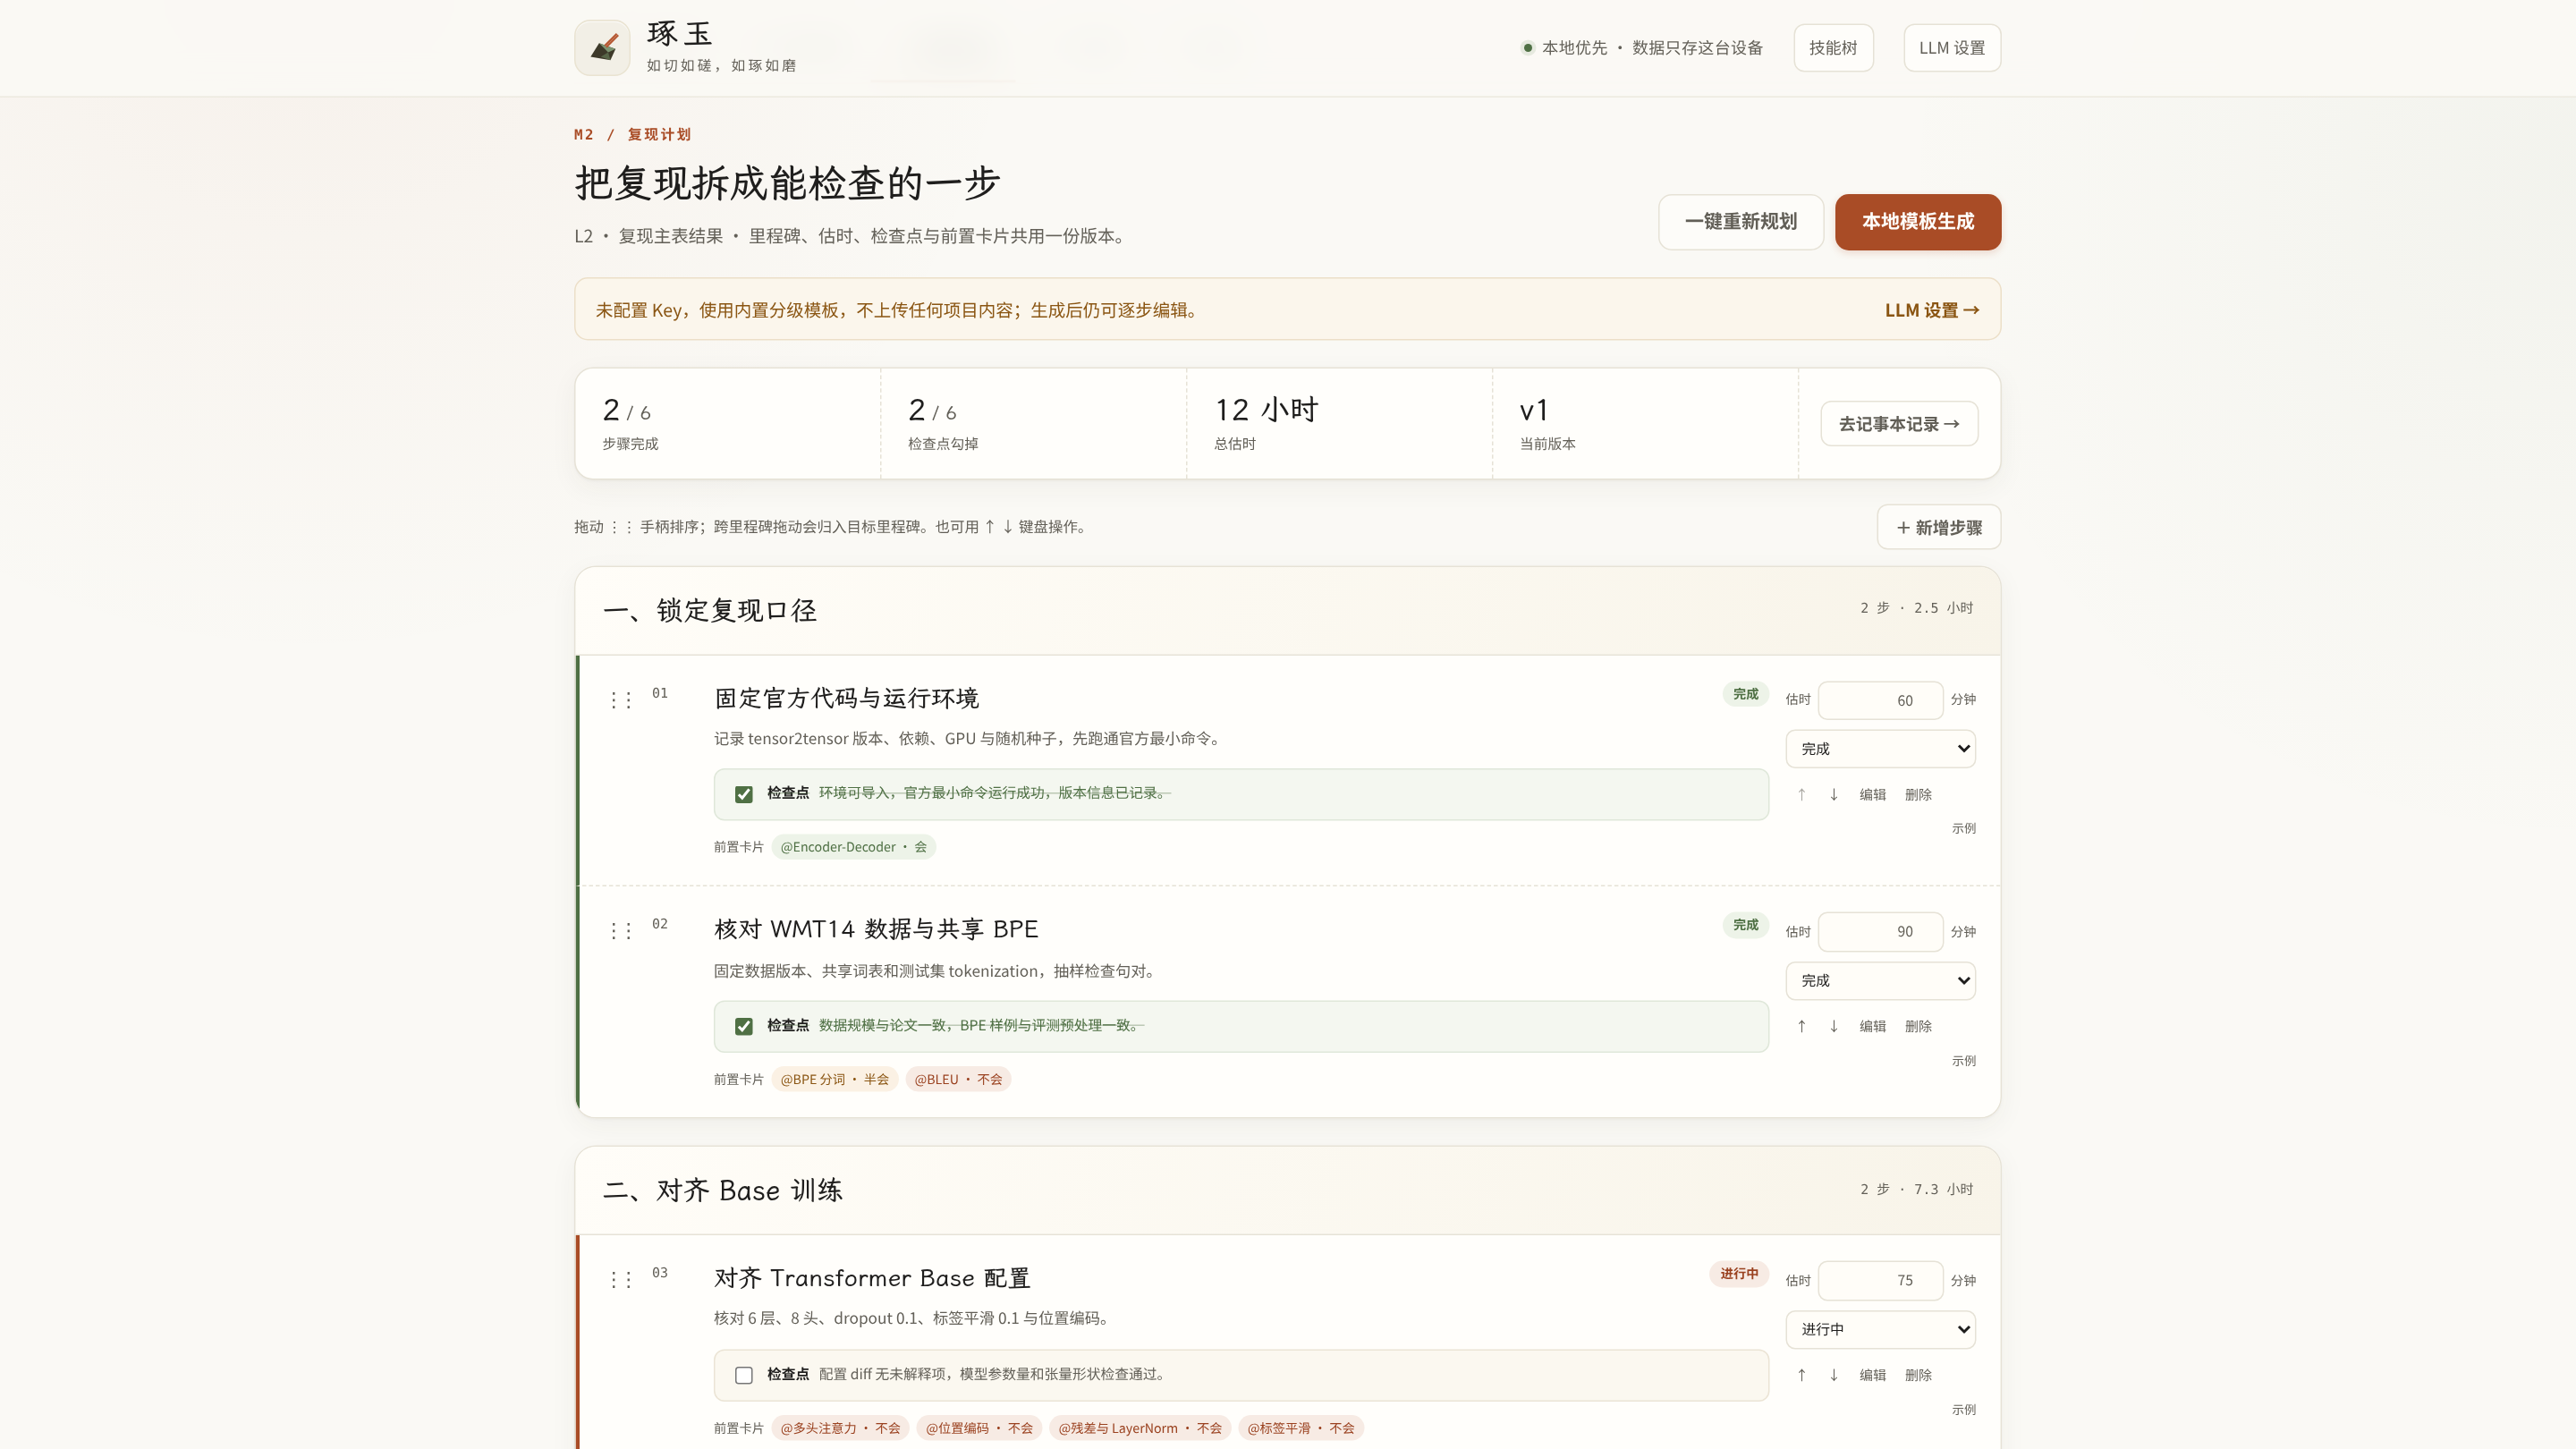 琢玉
如切如磋，如琢如磨
本地优先 · 数据只存这台设备
技能树
LLM 设置
M2 / 复现计划
把复现拆成能检查的一步
L2 · 复现主表结果 · 里程碑、估时、检查点与前置卡片共用一份版本。
一键重新规划
本地模板生成
未配置 Key，使用内置分级模板，不上传任何项目内容；生成后仍可逐步编辑。
LLM 设置 →
2 / 6
步骤完成
2 / 6
检查点勾掉
12 小时
总估时
v1
当前版本
去记事本记录 →
拖动 ⋮⋮ 手柄排序；跨里程碑拖动会归入目标里程碑。也可用 ↑ ↓ 键盘操作。
＋ 新增步骤
一、锁定复现口径
2 步 · 2.5 小时
⋮⋮ 01
固定官方代码与运行环境
完成
估时 60 分钟
记录 tensor2tensor 版本、依赖、GPU 与随机种子，先跑通官方最小命令。
完成
检查点 环境可导入，官方最小命令运行成功，版本信息已记录。
↑ ↓ 编辑 删除
示例
前置卡片 @Encoder-Decoder · 会
⋮⋮ 02
核对 WMT14 数据与共享 BPE
完成
估时 90 分钟
固定数据版本、共享词表和测试集 tokenization，抽样检查句对。
完成
检查点 数据规模与论文一致，BPE 样例与评测预处理一致。
↑ ↓ 编辑 删除
示例
前置卡片 @BPE 分词 · 半会 @BLEU · 不会
二、对齐 Base 训练
2 步 · 7.3 小时
⋮⋮ 03
对齐 Transformer Base 配置
进行中
估时 75 分钟
核对 6 层、8 头、dropout 0.1、标签平滑 0.1 与位置编码。
进行中
检查点 配置 diff 无未解释项，模型参数量和张量形状检查通过。
↑ ↓ 编辑 删除
示例
前置卡片 @多头注意力 · 不会 @位置编码 · 不会 @残差与 LayerNorm · 不会 @标签平滑 · 不会